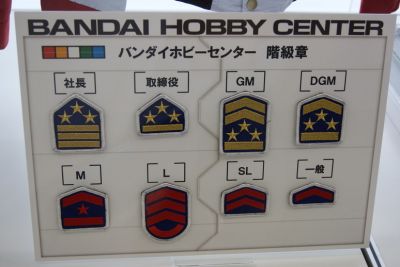 BANDAI HOBBY CENTER
バンダイホビーセンター 階級章
社長 取締役 GM DGM
M L SL 一般